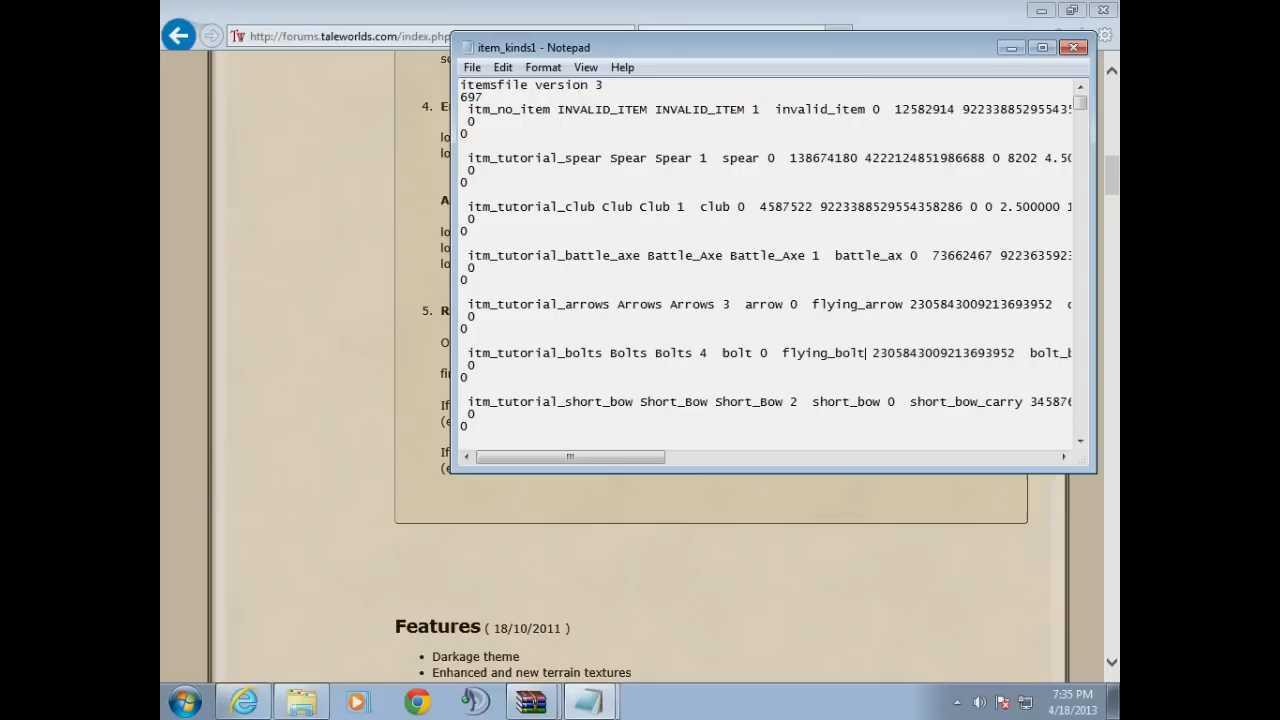 http://forums.taleworlds.com/index.php
item_kinds1 - Notepad
File Edit Format View Help
itemsfile version 3
697
itm_no_item INVALID_ITEM INVALID_ITEM 1 invalid_item 0 12582914 922338852955435
0
0
itm_tutorial_spear Spear Spear 1 spear 0 138674180 4222124851986688 0 8202 4.50
0
0
itm_tutorial_club Club Club 1 club 0 4587522 9223388529554358286 0 0 2.500000 1
0
0
itm_tutorial_battle_axe Battle_Axe Battle_Axe 1 battle_ax 0 73662467 9223635923
0
0
itm_tutorial_arrows Arrows Arrows 3 arrow 0 flying_arrow 2305843009213693952
0
0
itm_tutorial_bolts Bolts Bolts 4 bolt 0 flying_bolt 2305843009213693952 bolt_b
0
0
itm_tutorial_short_bow Short_Bow Short_Bow 2 short_bow 0 short_bow_carry 345876
0
0
4.
5.
Features ( 18/10/2011 )
• Darkage theme
• Enhanced and new terrain textures
7:35 PM
4/18/2013